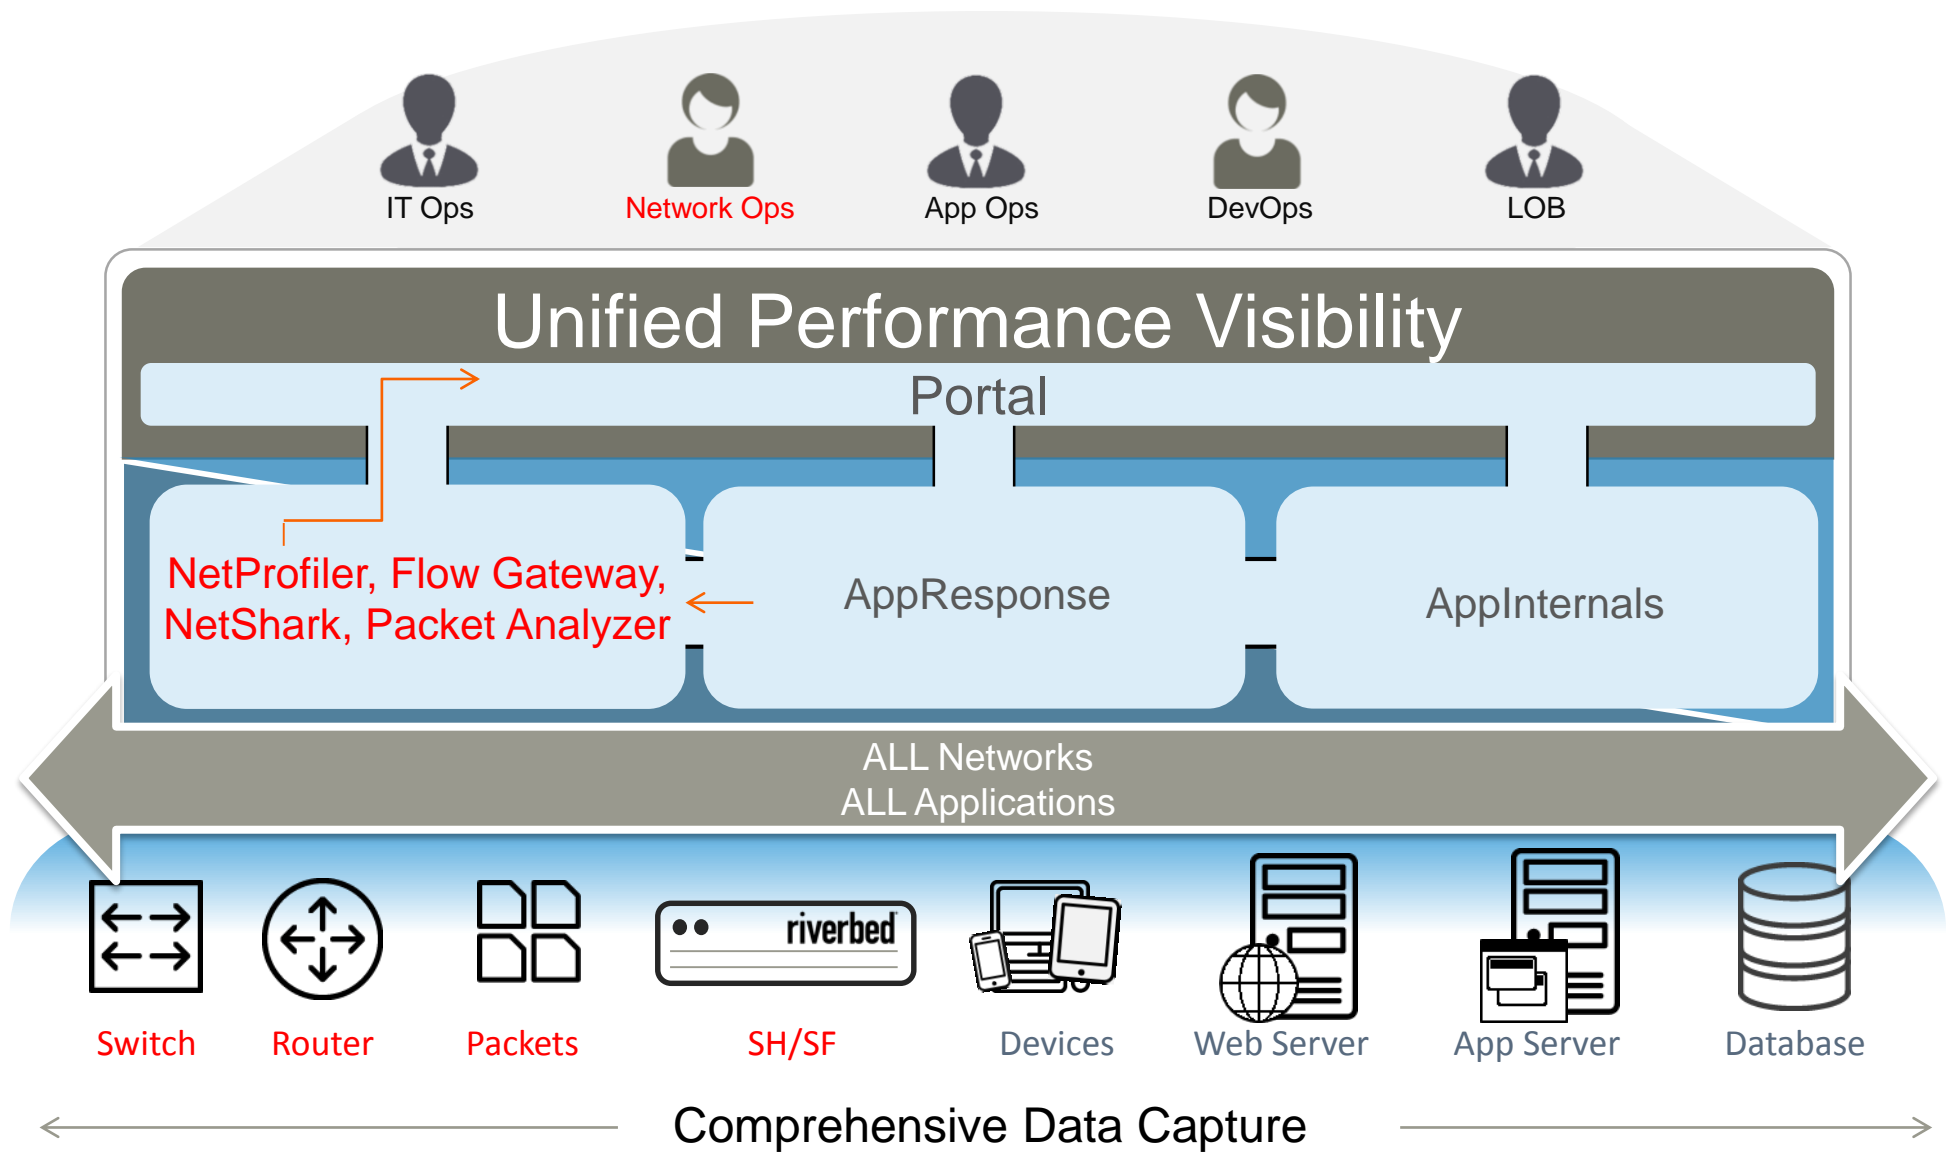 IT Ops
Network Ops
App Ops
DevOps
LOB
Unified Performance Visibility
Portal
NetProfiler, Flow Gateway,
NetShark, Packet Analyzer
AppResponse
AppInternals
ALL Networks
ALL Applications
riverbed
Switch
Router
Packets
SH/SF
Devices
Web Server
App Server
Database
Comprehensive Data Capture